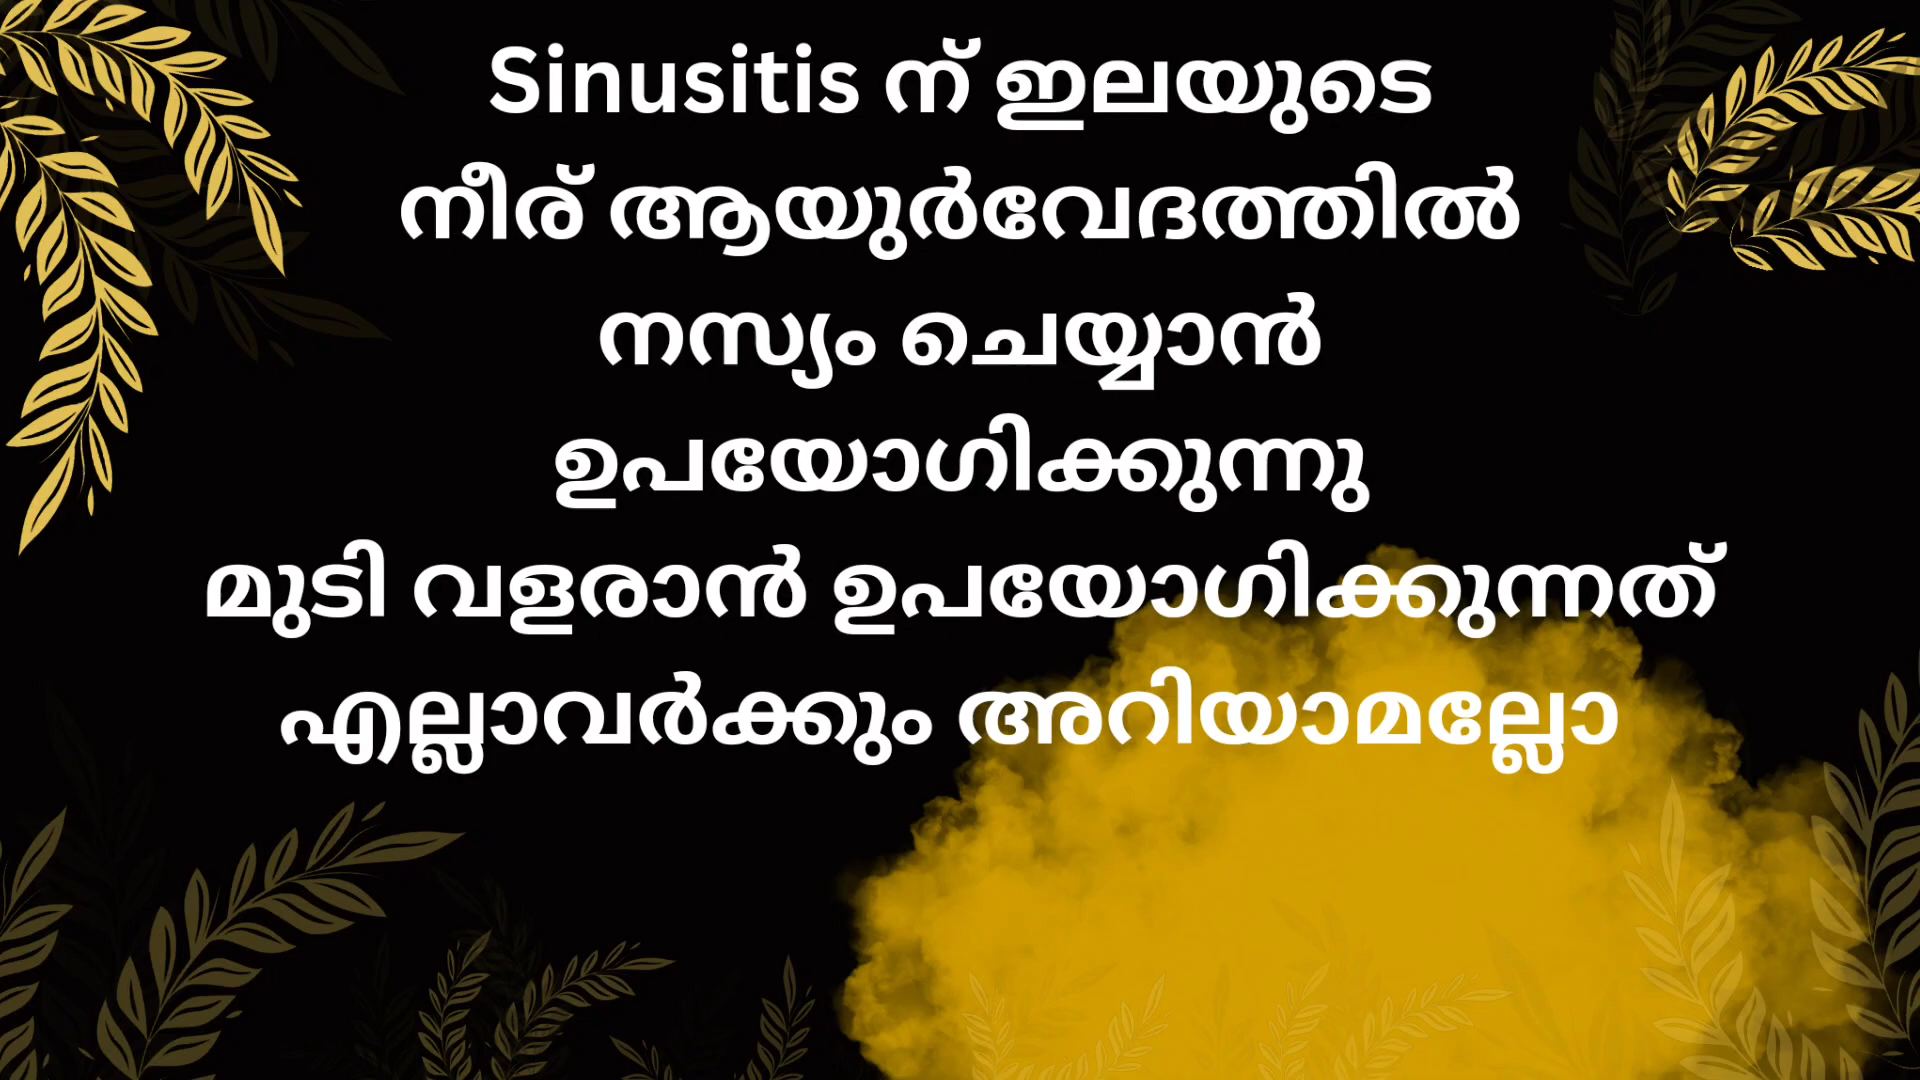 Sinusitis ന് ഇലയുടെ
നീര് ആയുർവേദത്തിൽ
നസ്യം ചെയ്യാൻ
ഉപയോഗിക്കുന്നു
മുടി വളരാൻ ഉപയോഗിക്കുന്നത്
എല്ലാവർക്കും അറിയാമല്ലോ